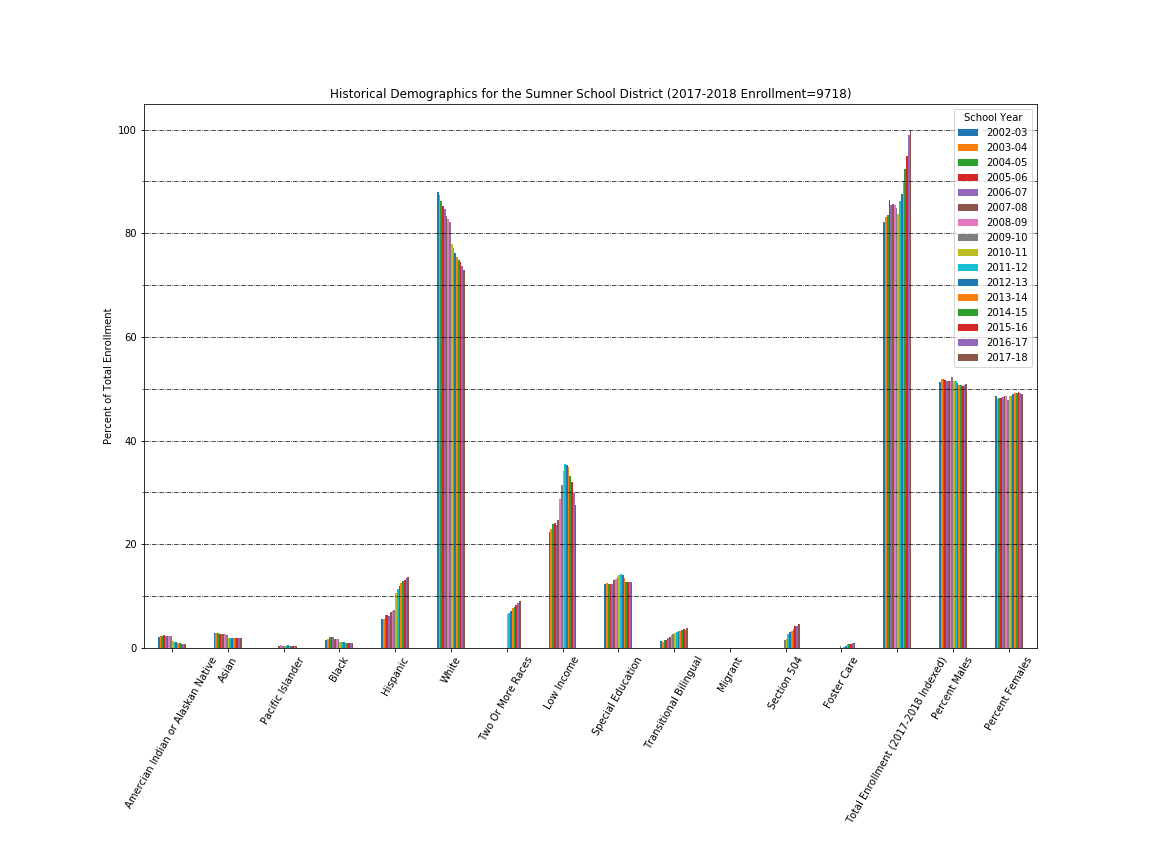 Historical Demographics for the Sumner School District (2017-2018 Enrollment=9718)
Percent of Total Enrollment
100
80
60
40
20
0
School Year
2002-03
2003-04
2004-05
2005-06
2006-07
2007-08
2008-09
2009-10
2010-11
2011-12
2012-13
2013-14
2014-15
2015-16
2016-17
2017-18
Amercian Indian or Alaskan Native
Asian
Pacific Islander
Black
Hispanic
White
Two Or More Races
Low Income
Special Education
Transitional Bilingual
Migrant
Section 504
Foster Care
Total Enrollment (2017-2018 Indexed)
Percent Males
Percent Females